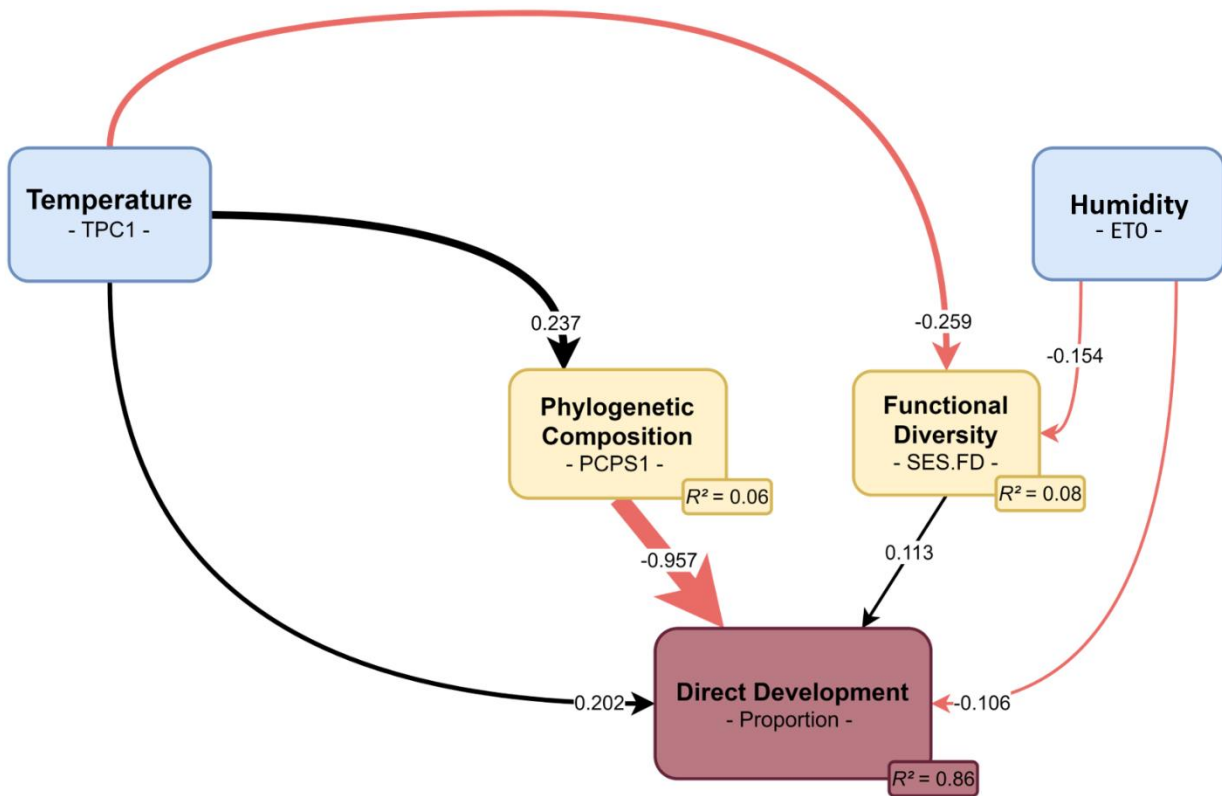 Temperature
- TPC1 -
Humidity
- ET0 -
0.237
-0.259
-0.154
Phylogenetic
Composition
- PCPS1 -
R² = 0.06
Functional
Diversity
- SES.FD -
R² = 0.08
-0.957
0.113
0.202
Direct Development
- Proportion -
-0.106
R² = 0.86